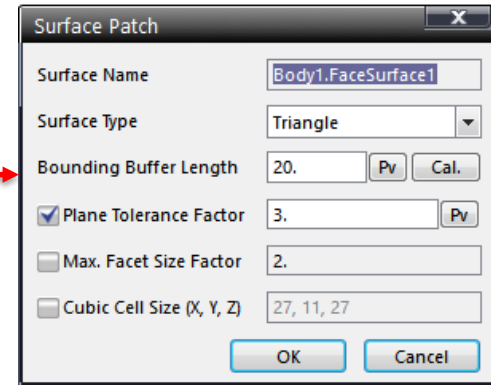 Surface Patch X
Surface Name Body1.FaceSurface1
Surface Type Triangle
Bounding Buffer Length 20. Pv Cal.
Plane Tolerance Factor 3. Pv
Max. Facet Size Factor 2.
Cubic Cell Size (X, Y, Z) 27, 11, 27
OK Cancel